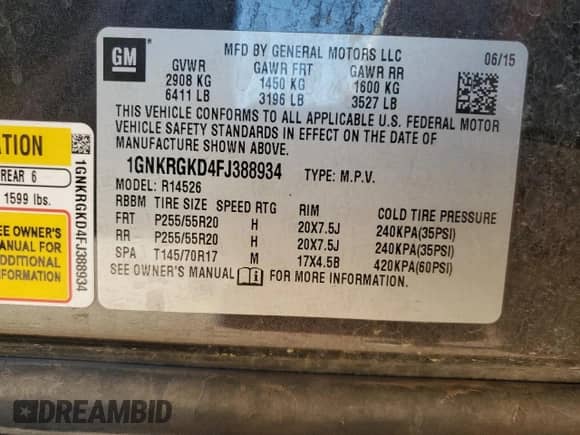 GM
MFD BY GENERAL MOTORS LLC
06/15
GVWR GAWR FRT GAWR RR
2908 KG 1450 KG 1600 KG
6411 LB 3196 LB 3527 LB
THIS VEHICLE CONFORMS TO ALL APPLICABLE U.S. FEDERAL MOTOR
VEHICLE SAFETY STANDARDS IN EFFECT ON THE DATE OF
MANUFACTURE SHOWN ABOVE.
1GNKRGKD4FJ388934 TYPE: M.P.V.
MODEL: R14526
RBBM TIRE SIZE SPEED RTG RIM COLD TIRE PRESSURE
FRT P255/55R20 H 20X7.5J 240KPA(35PSI)
RR P255/55R20 H 20X7.5J 240KPA(35PSI)
SPA T145/70R17 M 17X4.5B 420KPA(60PSI)
SEE OWNER'S MANUAL i FOR MORE INFORMATION.
ATION
REAR 6
1599 lbs.
SEE OWNER'S
MANUAL FOR
ADDITIONAL
INFORMATION
1GNKRGKD4FJ388934
DREAMBID